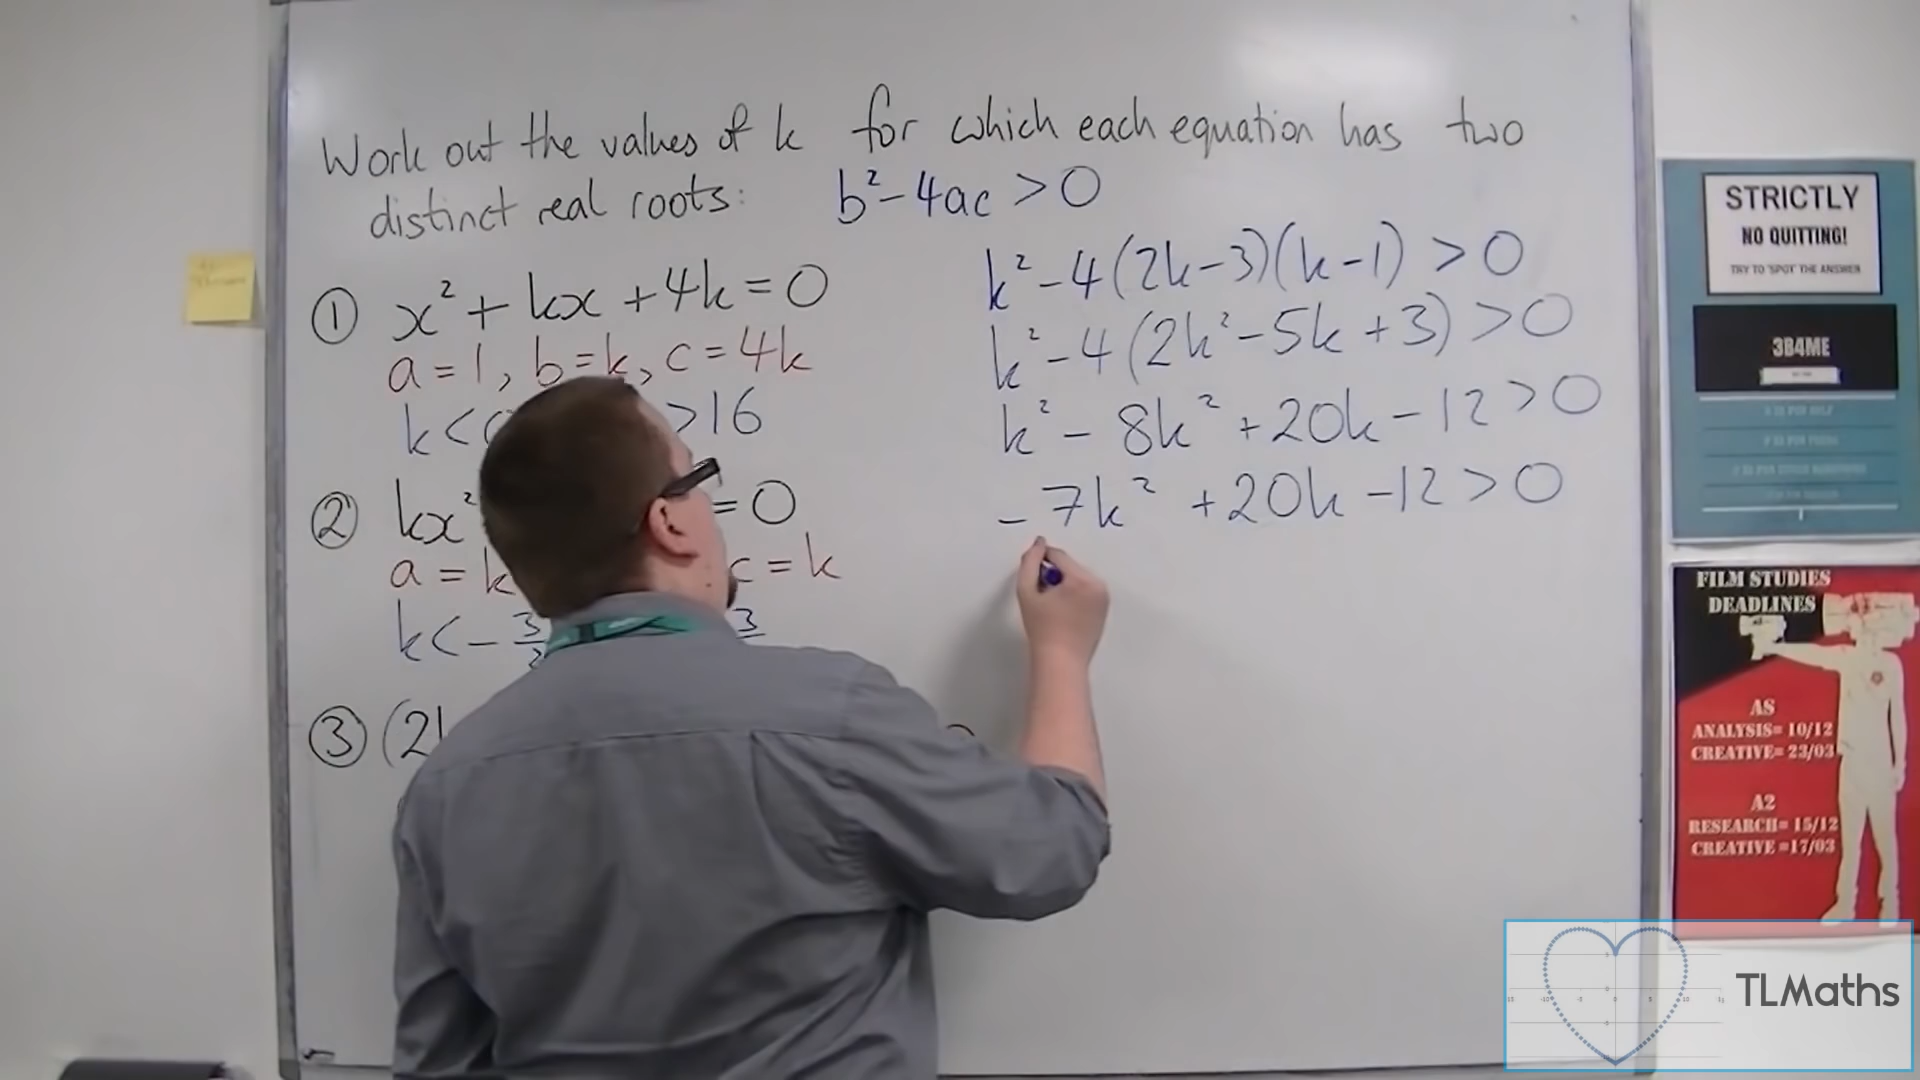 Work out the values of k for which each equation has two
distinct real roots: b² - 4ac > 0
① x² + kx + 4k = 0
a = 1, b = k, c = 4k
k < >16
② kx² = 0
a = k c = k
k < - 3/ 3
③ (2
k² - 4(2k - 3)(k - 1) > 0
k² - 4(2k² - 5k + 3) > 0
k² - 8k² + 20k - 12 > 0
- 7k² + 20k - 12 > 0
STRICTLY
NO QUITTING!
TRY TO 'SPOT' THE ANSWER
3B4ME
FILM STUDIES
DEADLINES
AS
ANALYSIS= 10/12
CREATIVE= 23/03
A2
RESEARCH= 15/12
CREATIVE =17/03
TLMaths